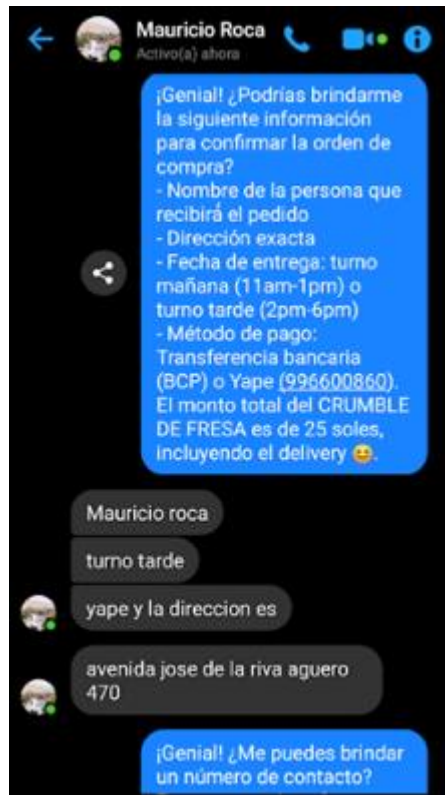 Mauricio Roca
Activo(a) ahora
¡Genial! ¿Podrías brindarme
la siguiente información
para confirmar la orden de
compra?
- Nombre de la persona que
recibirá el pedido
- Dirección exacta
- Fecha de entrega: turno
mañana (11am-1pm) o
turno tarde (2pm-6pm)
- Método de pago:
Transferencia bancaria
(BCP) o Yape (996600860).
El monto total del CRUMBLE
DE FRESA es de 25 soles,
incluyendo el delivery 😆.
Mauricio roca
turno tarde
yape y la direccion es
avenida jose de la riva aguero
470
¡Genial! ¿Me puedes brindar
un número de contacto?